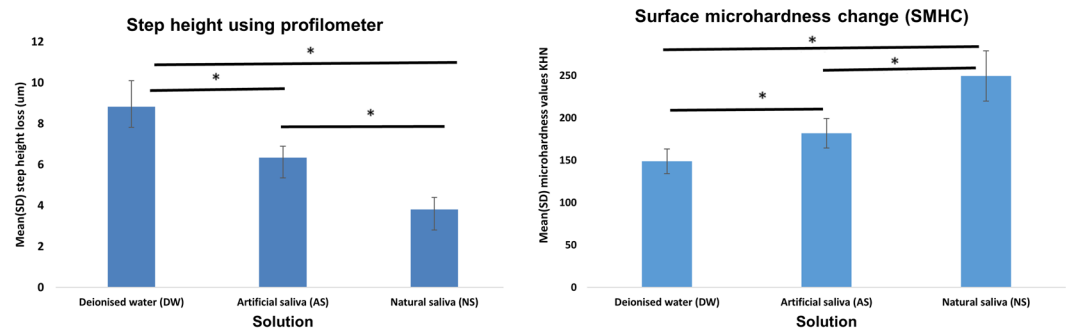 Step height using profilometer
12
10
8
6
4
2
0
Mean(SD) step height loss (um)
*
*
*
Deionised water (DW) Artificial saliva (AS) Natural saliva (NS)
Solution
Surface microhardness change (SMHC)
250
200
150
100
50
0
Mean(SD) microhardness values KHN
*
*
*
Deionised water (DW) Artificial saliva (AS) Natural saliva (NS)
Solution